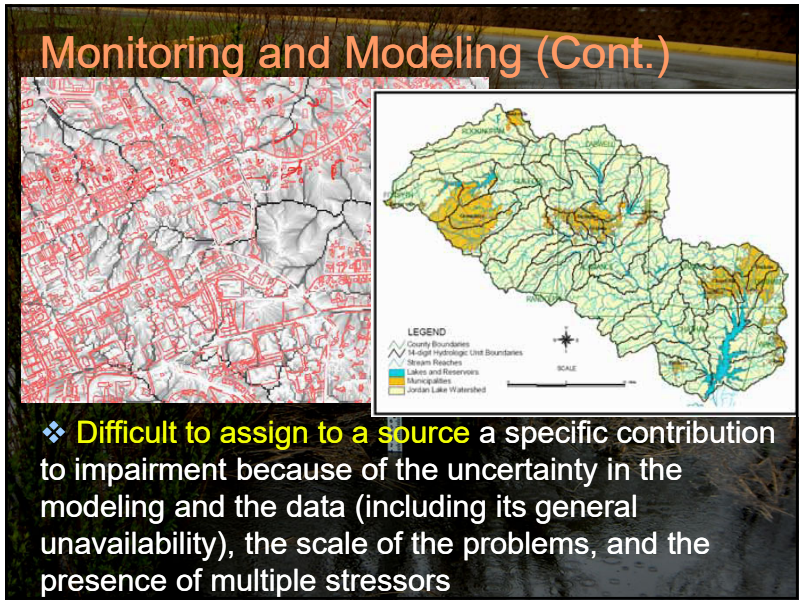 Monitoring and Modeling (Cont.)
ROCKINGHAM
CASWELL
LEGEND
County Boundaries
14-digit Hydrologic Unit Boundaries
Stream Reaches
Lakes and Reservoirs
Municipalities
Jordan Lake Watershed
SCALE
❖ Difficult to assign to a source a specific contribution
to impairment because of the uncertainty in the
modeling and the data (including its general
unavailability), the scale of the problems, and the
presence of multiple stressors